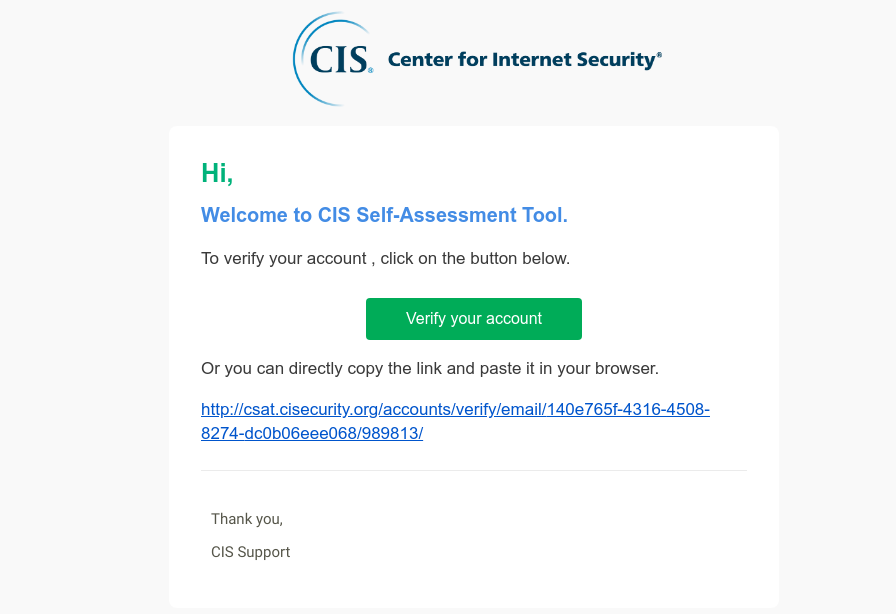 CIS® Center for Internet Security®
Hi,
Welcome to CIS Self-Assessment Tool.
To verify your account , click on the button below.
Verify your account
Or you can directly copy the link and paste it in your browser.
http://csat.cisecurity.org/accounts/verify/email/140e765f-4316-4508-
8274-dc0b06eee068/989813/
Thank you,
CIS Support